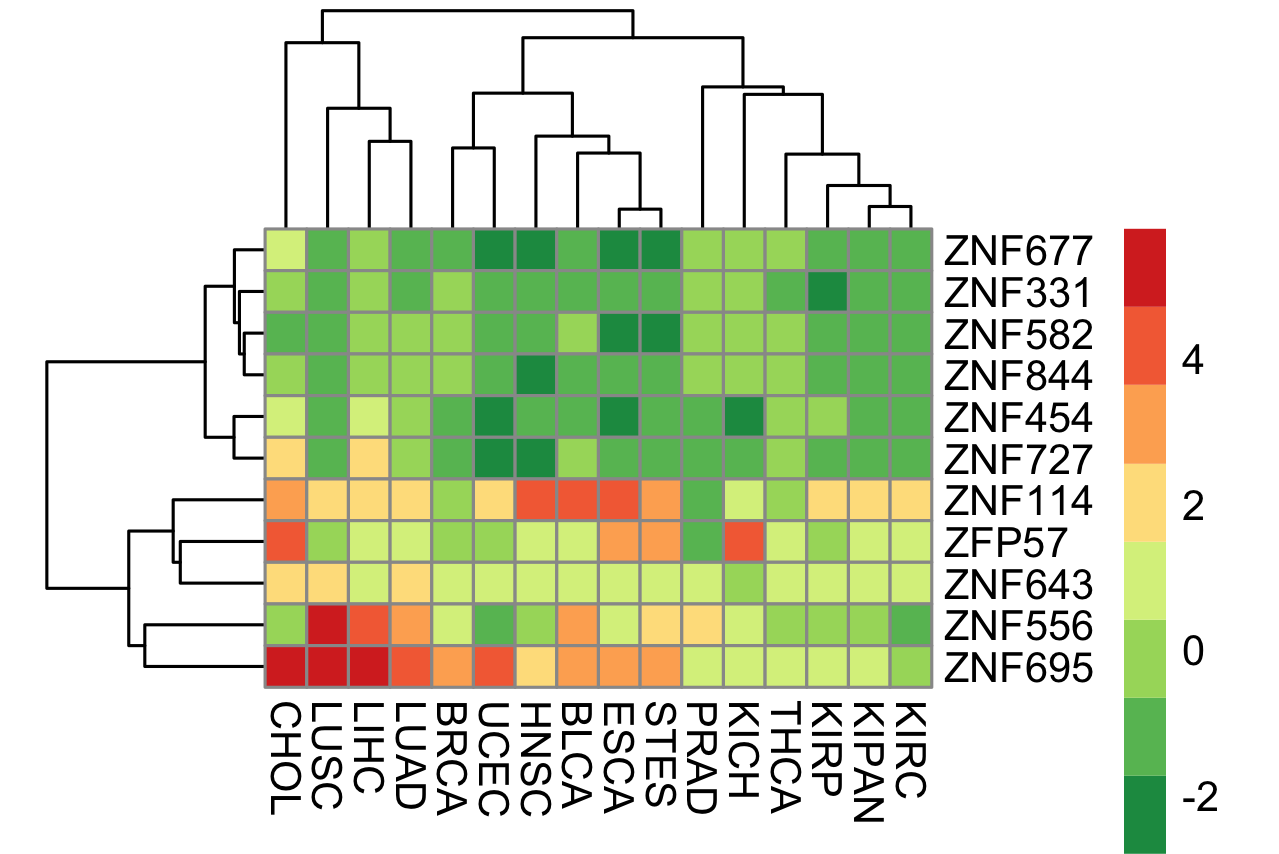 ZNF677
ZNF331
ZNF582
ZNF844
ZNF454
ZNF727
ZNF114
ZFP57
ZNF643
ZNF556
ZNF695
CHOL
LUSC
LIHC
LUAD
BRCA
UCEC
HNSC
BLCA
ESCA
STES
PRAD
KICH
THCA
KIRP
KIPAN
KIRC
4
2
0
-2